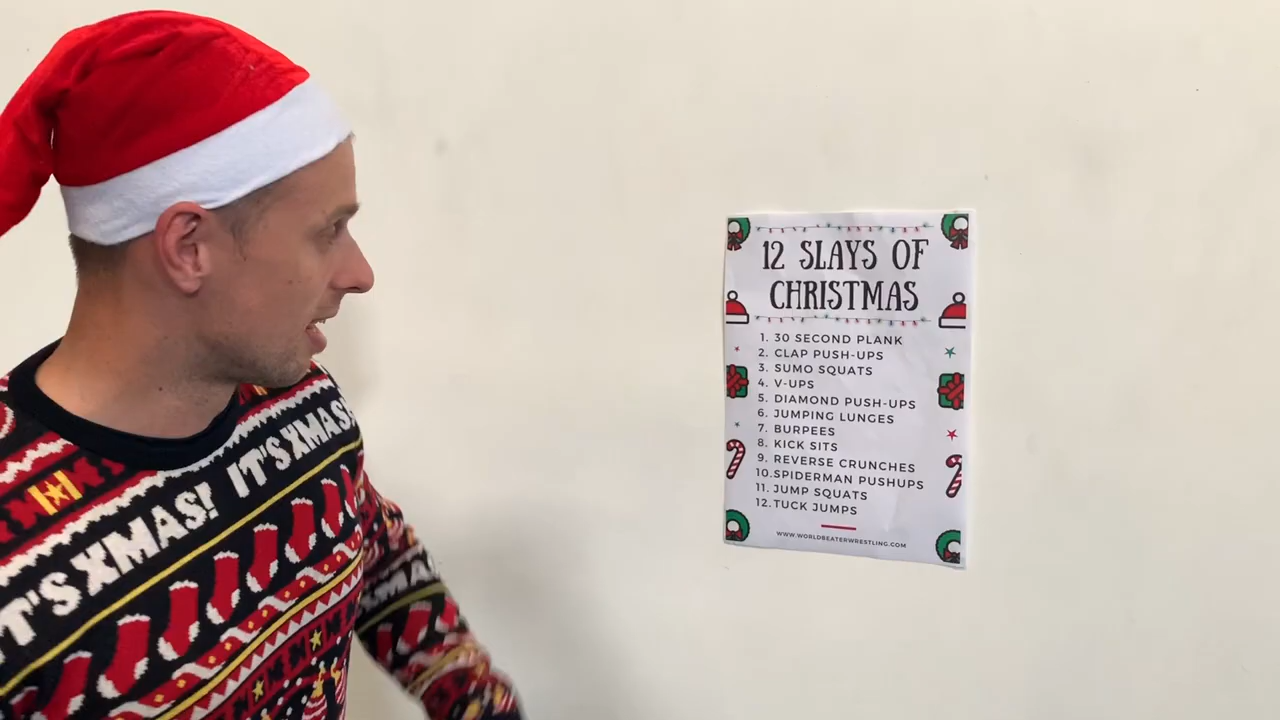 12 SLAYS OF
CHRISTMAS
1. 30 SECOND PLANK
2. CLAP PUSH-UPS
3. SUMO SQUATS
4. V-UPS
5. DIAMOND PUSH-UPS
6. JUMPING LUNGES
7. BURPEES
8. KICK SITS
9. REVERSE CRUNCHES
10. SPIDERMAN PUSHUPS
11. JUMP SQUATS
12. TUCK JUMPS
WWW.WORLDBEATERWRESTLING.COM
IT'S XMAS! IT'S XMAS!
XMAS